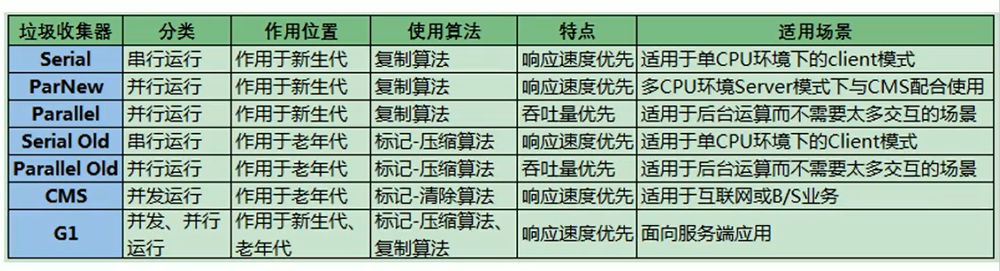 垃圾收集器 分类 作用位置 使用算法 特点 适用场景
Serial 串行运行 作用于新生代 复制算法 响应速度优先 适用于单CPU环境下的client模式
ParNew 并行运行 作用于新生代 复制算法 响应速度优先 多CPU环境Server模式下与CMS配合使用
Parallel 并行运行 作用于新生代 复制算法 吞吐量优先 适用于后台运算而不需要太多交互的场景
Serial Old 串行运行 作用于老年代 标记-压缩算法 响应速度优先 适用于单CPU环境下的Client模式
Parallel Old 并行运行 作用于老年代 标记-压缩算法 吞吐量优先 适用于后台运算而不需要太多交互的场景
CMS 并发运行 作用于老年代 标记-清除算法 响应速度优先 适用于互联网或B/S业务
G1 并发、并行运行 作用于新生代、老年代 标记-压缩算法、复制算法 响应速度优先 面向服务端应用